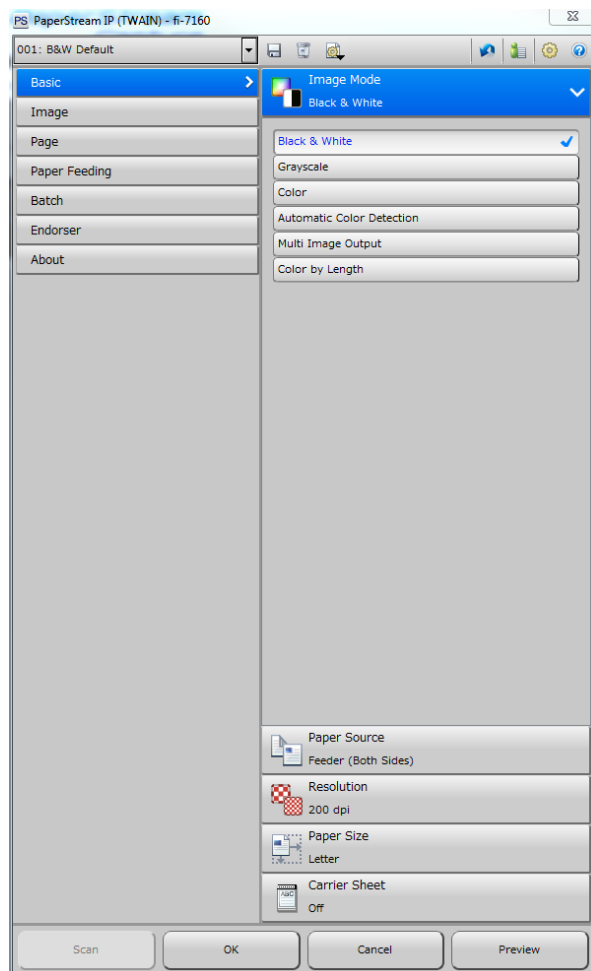 PS PaperStream IP (TWAIN) - fi-7160
001: B&W Default
Basic
Image
Page
Paper Feeding
Batch
Endorser
About
Image Mode
Black & White
Black & White
Grayscale
Color
Automatic Color Detection
Multi Image Output
Color by Length
Paper Source
Feeder (Both Sides)
Resolution
200 dpi
Paper Size
Letter
ABC
Carrier Sheet
Off
Scan
OK
Cancel
Preview